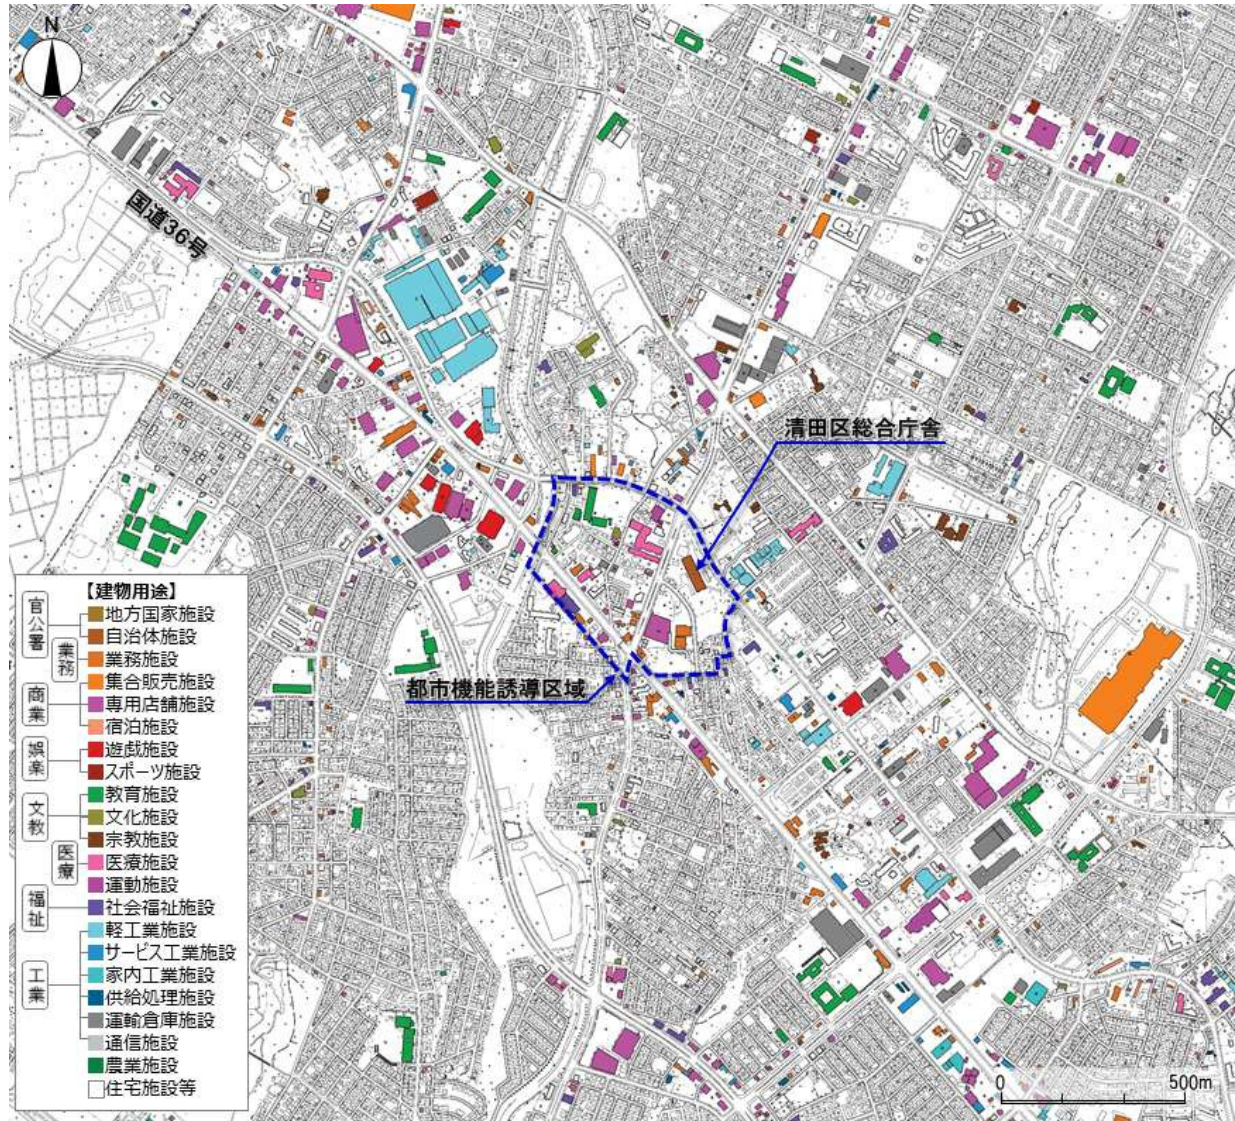 N
国道36号
清田区総合庁舎
都市機能誘導区域
【建物用途】
官公署
業務
商業
娯楽
文教
医療
福祉
工業
地方国家施設
自治体施設
業務施設
集合販売施設
専用店舗施設
宿泊施設
遊戯施設
スポーツ施設
教育施設
文化施設
宗教施設
医療施設
運動施設
社会福祉施設
軽工業施設
サービス工業施設
家内工業施設
供給処理施設
運輸倉庫施設
通信施設
農業施設
住宅施設等
0 500m